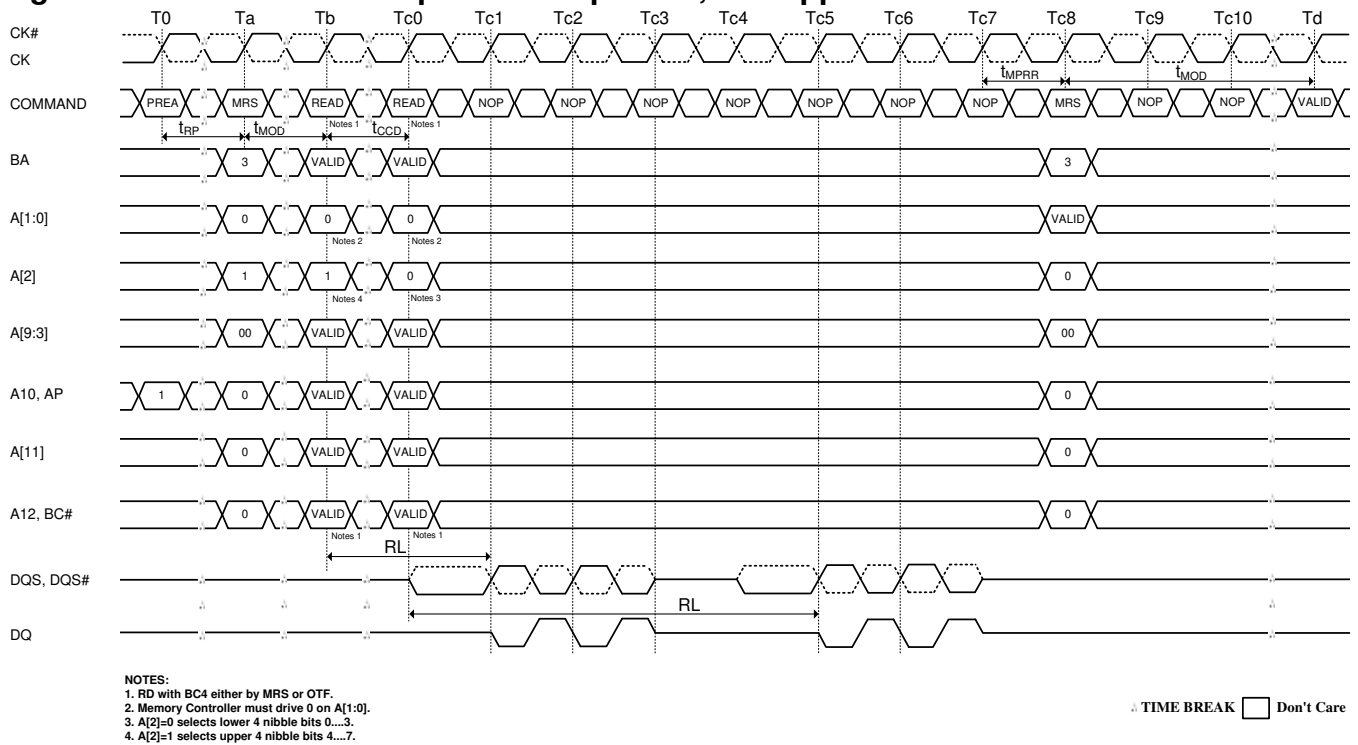 T0 Ta Tb Tc0 Tc1 Tc2 Tc3 Tc4 Tc5 Tc6 Tc7 Tc8 Tc9 Tc10 Td
CK#
CK
tMPRR tMOD
COMMAND PREA MRS READ READ NOP NOP NOP NOP NOP NOP NOP MRS NOP NOP VALID
Notes 1 Notes 1
tRP tMOD tCCD
BA 3 VALID VALID 3
A[1:0] 0 0 0 VALID
Notes 2 Notes 2
A[2] 1 1 0 0
Notes 4 Notes 3
A[9:3] 00 VALID VALID 00
A10, AP 1 0 VALID VALID 0
A[11] 0 VALID VALID 0
A12, BC# 0 VALID VALID 0
Notes 1 Notes 1
RL
DQS, DQS#
RL
DQ
NOTES:
1. RD with BC4 either by MRS or OTF.
2. Memory Controller must drive 0 on A[1:0].
3. A[2]=0 selects lower 4 nibble bits 0....3.
4. A[2]=1 selects upper 4 nibble bits 4....7.
TIME BREAK Don't Care